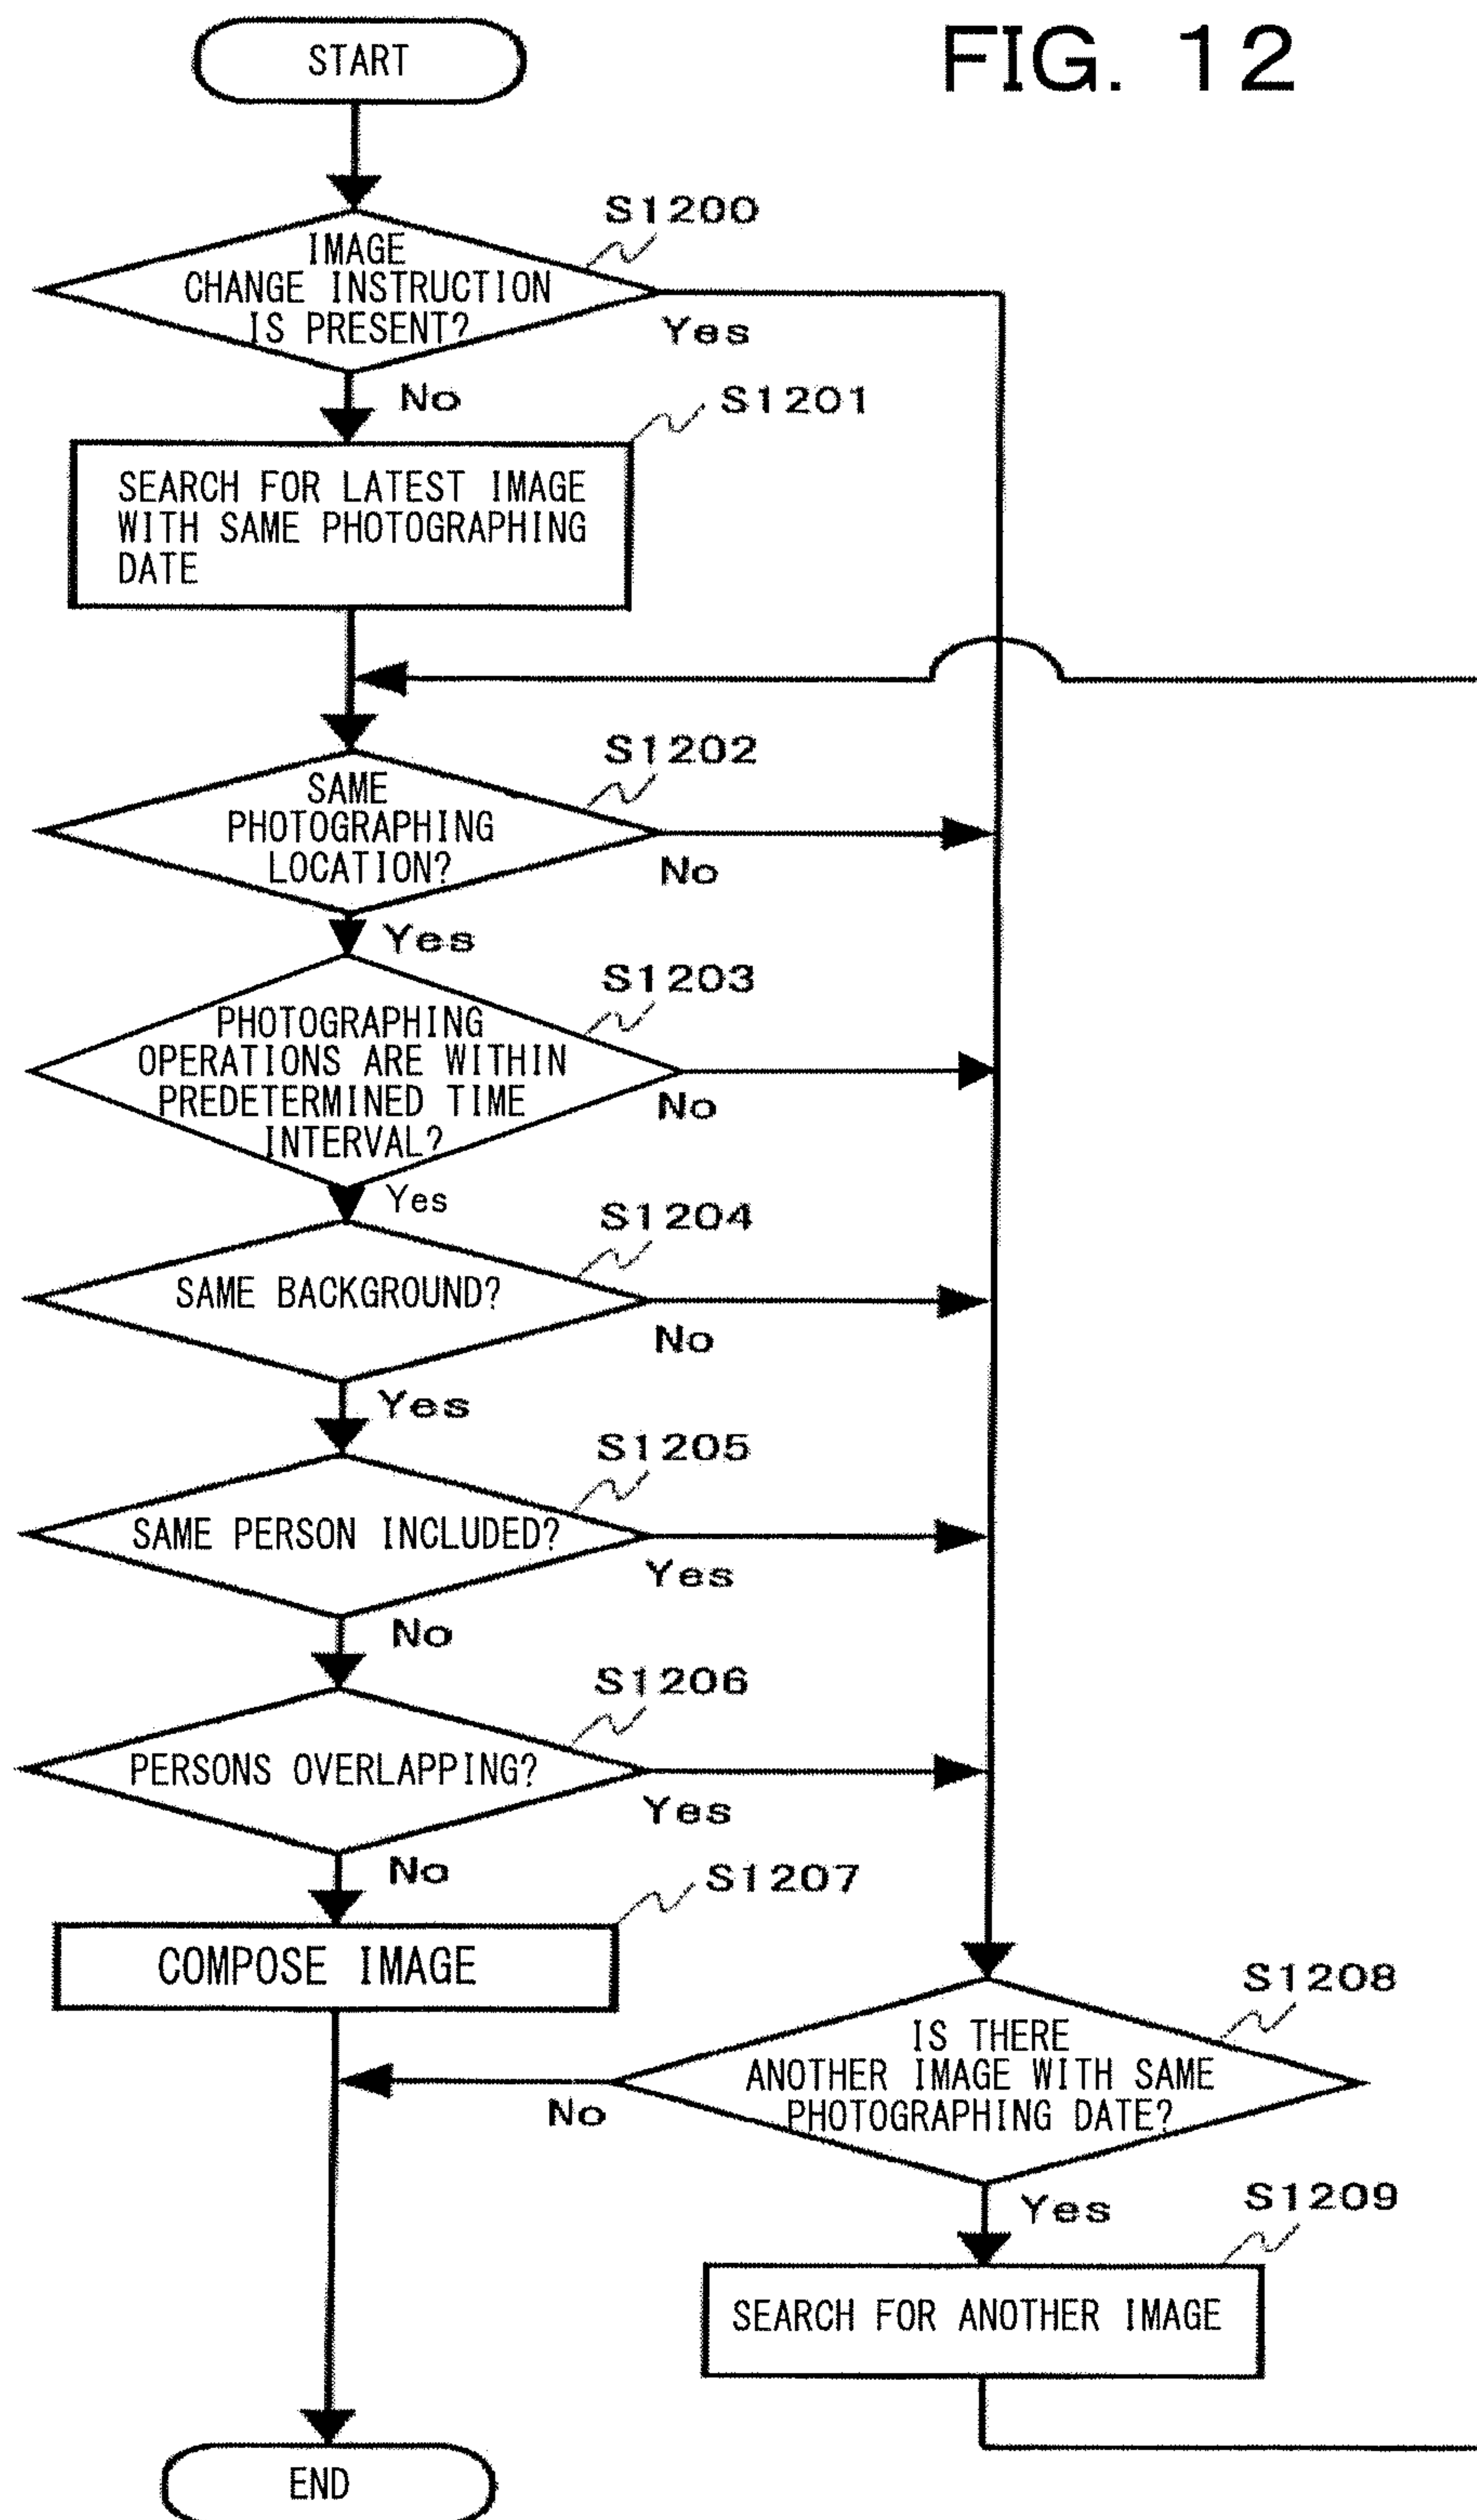 FIG. 12
START
S1200
IMAGE
CHANGE INSTRUCTION
IS PRESENT?
Yes
No
S1201
SEARCH FOR LATEST IMAGE
WITH SAME PHOTOGRAPHING
DATE
S1202
SAME
PHOTOGRAPHING
LOCATION?
No
Yes
S1203
PHOTOGRAPHING
OPERATIONS ARE WITHIN
PREDETERMINED TIME
INTERVAL?
No
Yes
S1204
SAME BACKGROUND?
No
Yes
S1205
SAME PERSON INCLUDED?
Yes
No
S1206
PERSONS OVERLAPPING?
Yes
No
S1207
COMPOSE IMAGE
S1208
IS THERE
ANOTHER IMAGE WITH SAME
PHOTOGRAPHING DATE?
No
Yes
S1209
SEARCH FOR ANOTHER IMAGE
END